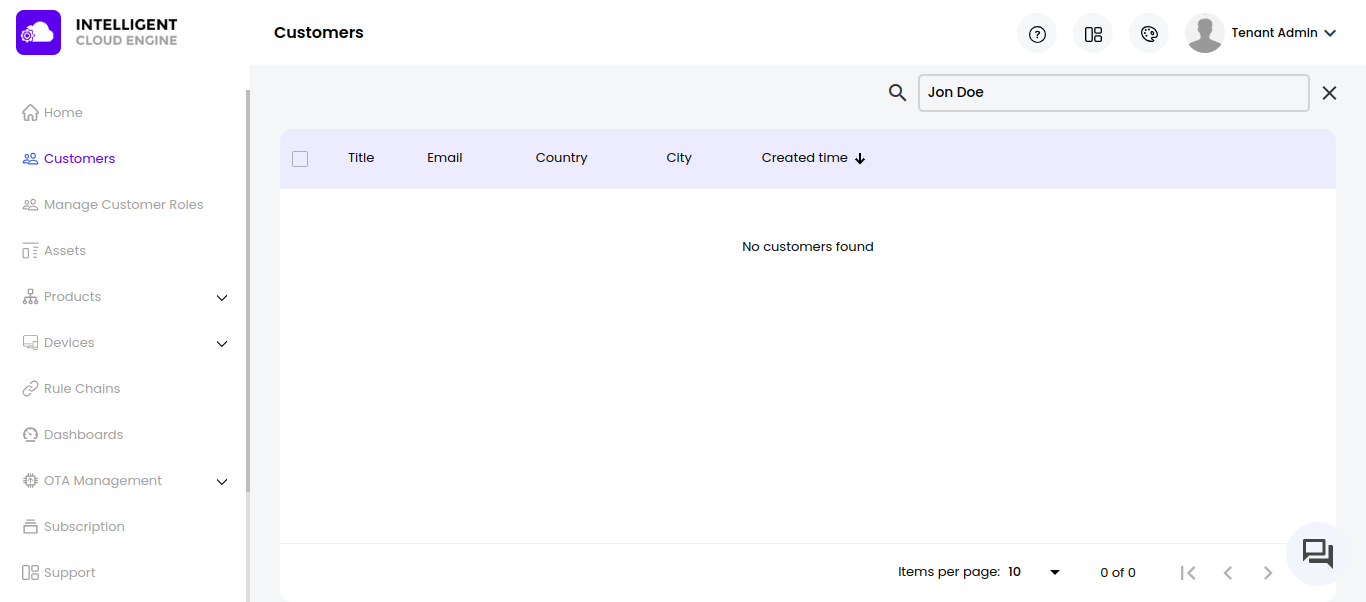 INTELLIGENT
CLOUD ENGINE
Customers
Tenant Admin
Home
Customers
Manage Customer Roles
Assets
Products
Devices
Rule Chains
Dashboards
OTA Management
Subscription
Support
Jon Doe
Title Email Country City Created time
No customers found
Items per page: 10 0 of 0